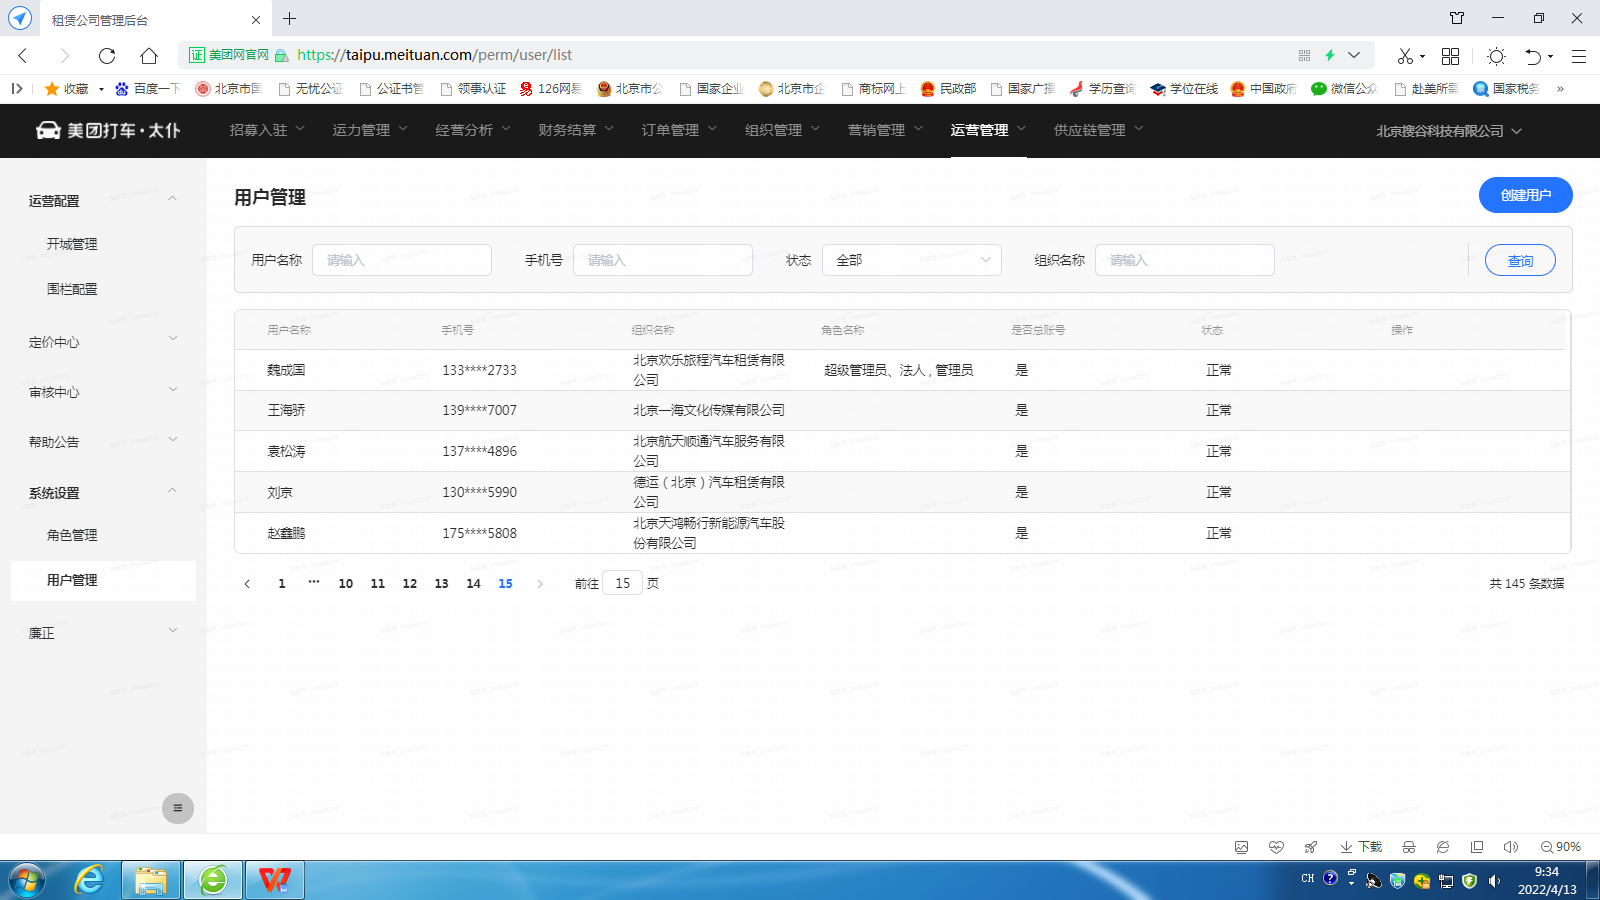 租赁公司管理后台
证 美团网官网 https://taipu.meituan.com/perm/user/list
收藏 百度一下 北京市国 无忧公证 公证书管 领事认证 126网易 北京市公 国家企业 北京市企 商标网上 民政部 国家广播 学历查询 学位在线 中国政府 微信公众 赴美所需 国家税务 »
美团打车·太仆 招募入驻 运力管理 经营分析 财务结算 订单管理 组织管理 营销管理 运营管理 供应链管理 北京搜谷科技有限公司
运营配置
开城管理
围栏配置
定价中心
审核中心
帮助公告
系统设置
角色管理
用户管理
廉正
用户管理 创建用户
用户名称 请输入 手机号 请输入 状态 全部 组织名称 请输入 查询
用户名称 手机号 组织名称 角色名称 是否总账号 状态 操作
魏成国 133****2733 北京欢乐旅程汽车租赁有限公司 超级管理员、法人 , 管理员 是 正常
王海骄 139****7007 北京一海文化传媒有限公司 是 正常
袁松涛 137****4896 北京航天顺通汽车服务有限公司 是 正常
刘京 130****5990 德运（北京）汽车租赁有限公司 是 正常
赵鑫鹏 175****5808 北京天鸿畅行新能源汽车股份有限公司 是 正常
1 ··· 10 11 12 13 14 15 前往 15 页 共 145 条数据
下载 90%
CH 9:34
2022/4/13